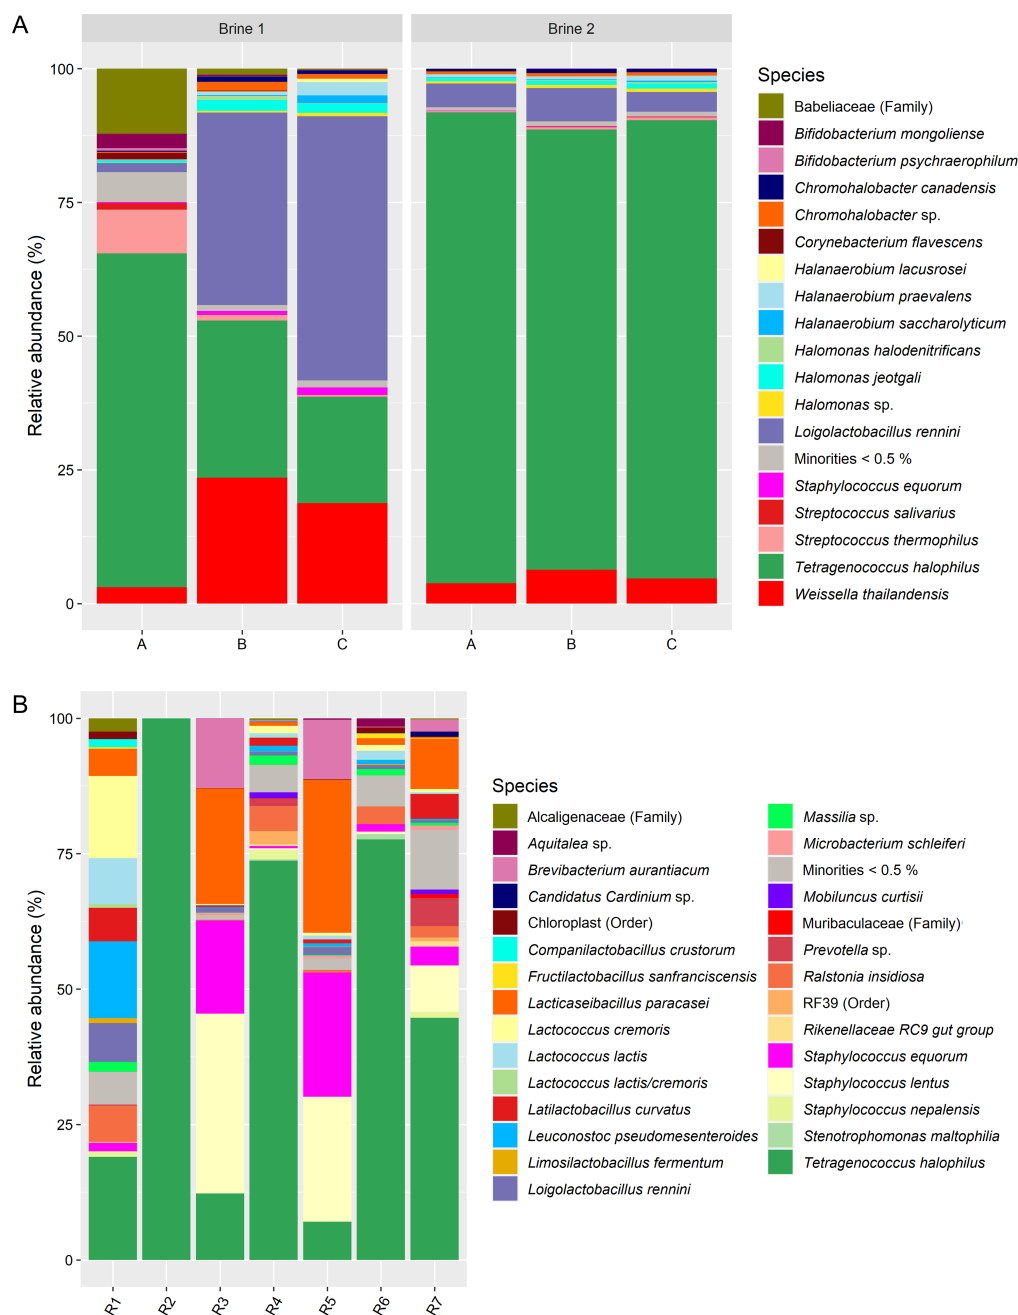 A
Brine 1
Brine 2
100
75
50
25
0
Relative abundance (%)
A
B
C
A
B
C
Species
Babeliaceae (Family)
Bifidobacterium mongoliense
Bifidobacterium psychraerophilum
Chromohalobacter canadensis
Chromohalobacter sp.
Corynebacterium flavescens
Halanaerobium lacusrosei
Halanaerobium praevalens
Halanaerobium saccharolyticum
Halomonas halodenitrificans
Halomonas jeotgali
Halomonas sp.
Loigolactobacillus rennini
Minorities < 0.5 %
Staphylococcus equorum
Streptococcus salivarius
Streptococcus thermophilus
Tetragenococcus halophilus
Weissella thailandensis
B
100
75
50
25
0
Relative abundance (%)
R1
R2
R3
R4
R5
R6
R7
Species
Alcaligenaceae (Family)
Aquitalea sp.
Brevibacterium aurantiacum
Candidatus Cardinium sp.
Chloroplast (Order)
Companilactobacillus crustorum
Fructilactobacillus sanfranciscensis
Lacticaseibacillus paracasei
Lactococcus cremoris
Lactococcus lactis
Lactococcus lactis/cremoris
Latilactobacillus curvatus
Leuconostoc pseudomesenteroides
Limosilactobacillus fermentum
Loigolactobacillus rennini
Massilia sp.
Microbacterium schleiferi
Minorities < 0.5 %
Mobiluncus curtisii
Muribaculaceae (Family)
Prevotella sp.
Ralstonia insidiosa
RF39 (Order)
Rikenellaceae RC9 gut group
Staphylococcus equorum
Staphylococcus lentus
Staphylococcus nepalensis
Stenotrophomonas maltophilia
Tetragenococcus halophilus